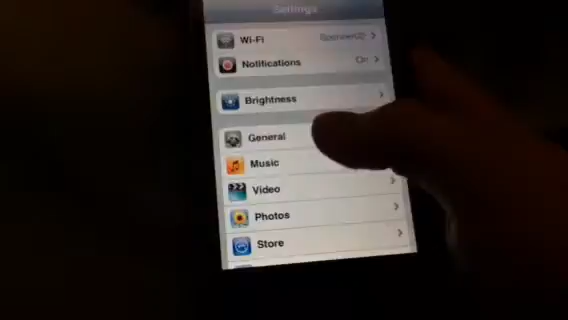 Settings
Wi-Fi
Notifications On
Brightness
General
Music
Video
Photos
Store